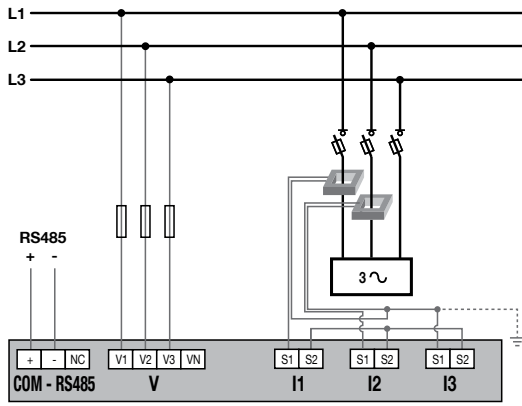 L1
L2
L3
RS485
+ -
3
+ - NC V1 V2 V3 VN S1 S2 S1 S2 S1 S2
COM - RS485 V I1 I2 I3